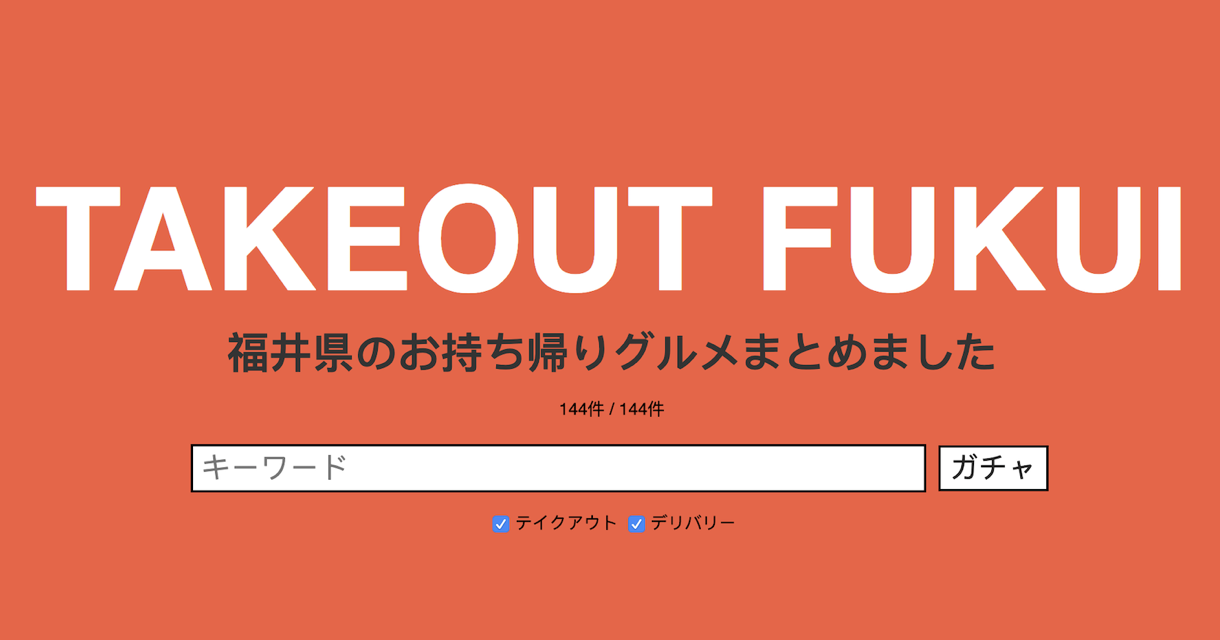 TAKEOUT FUKUI
福井県のお持ち帰りグルメまとめました
144件 / 144件
キーワード ガチャ
テイクアウト デリバリー